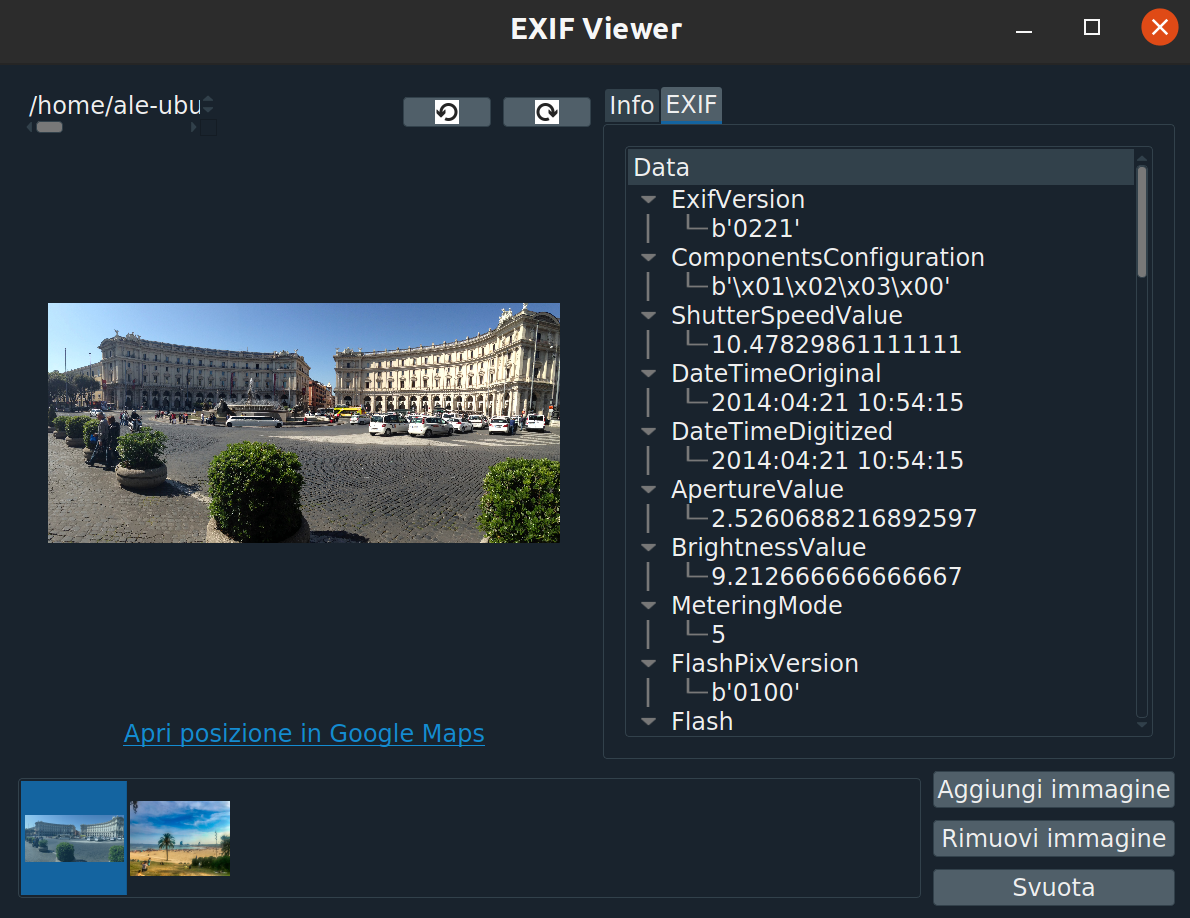 EXIF Viewer
/home/ale-ubu
Info
EXIF
Data
ExifVersion
b'0221'
ComponentsConfiguration
b'\x01\x02\x03\x00'
ShutterSpeedValue
10.47829861111111
DateTimeOriginal
2014:04:21 10:54:15
DateTimeDigitized
2014:04:21 10:54:15
ApertureValue
2.5260688216892597
BrightnessValue
9.212666666666667
MeteringMode
5
FlashPixVersion
b'0100'
Flash
Apri posizione in Google Maps
Aggiungi immagine
Rimuovi immagine
Svuota